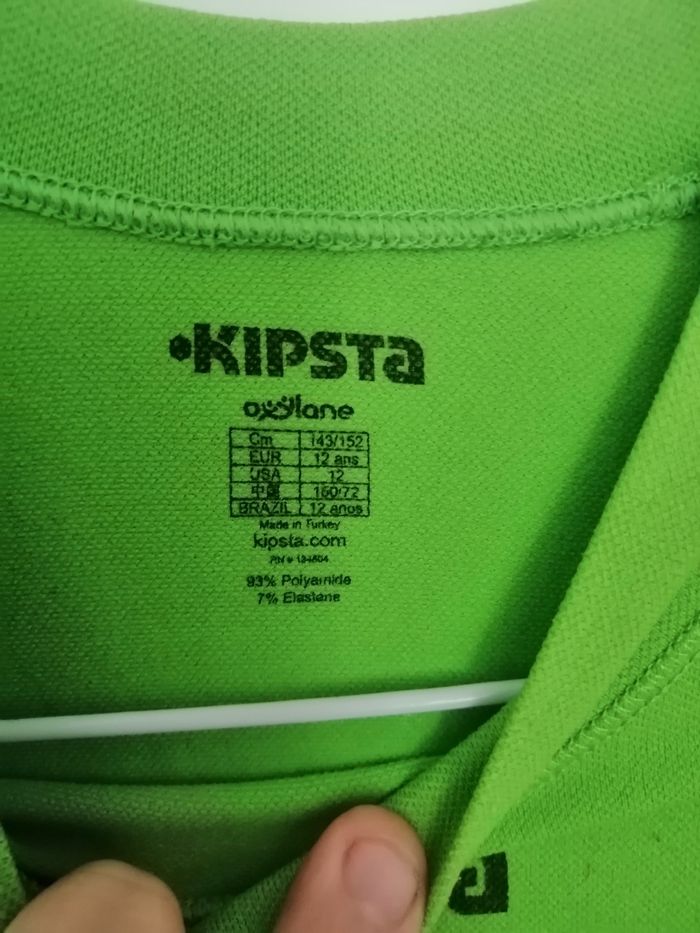 KIPSTA
oxylane
Cm 143/152
EUR 12 ans
USA 12
中国 150/72
BRAZIL 12 anos
Made in Turkey
kipsta.com
93% Polyamide
7% Elastane